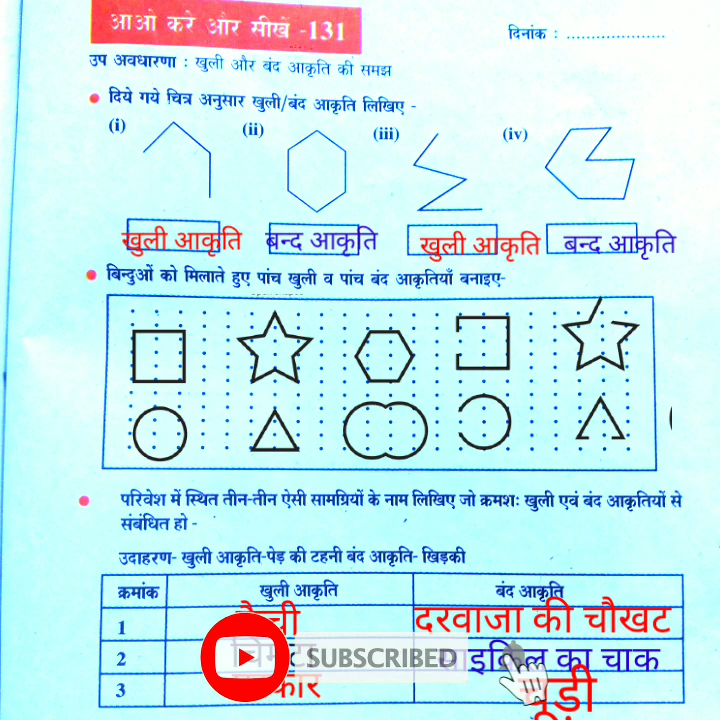 आओ करे और सीखें -131
दिनांक : ....................
उप अवधारणा : खुली और बंद आकृति की समझ
दिये गये चित्र अनुसार खुली/बंद आकृति लिखिए -
(i) (ii) (iii) (iv)
खुली आकृति बन्द आकृति खुली आकृति बन्द आकृति
बिन्दुओं को मिलाते हुए पांच खुली व पांच बंद आकृतियाँ बनाइए-
परिवेश में स्थित तीन-तीन ऐसी सामग्रियों के नाम लिखिए जो क्रमशः खुली एवं बंद आकृतियों से
संबंधित हो -
उदाहरण- खुली आकृति-पेड़ की टहनी बंद आकृति- खिड़की
क्रमांक खुली आकृति बंद आकृति
1 दरवाजा की चौखट
2 SUBSCRIBED का चाक
3